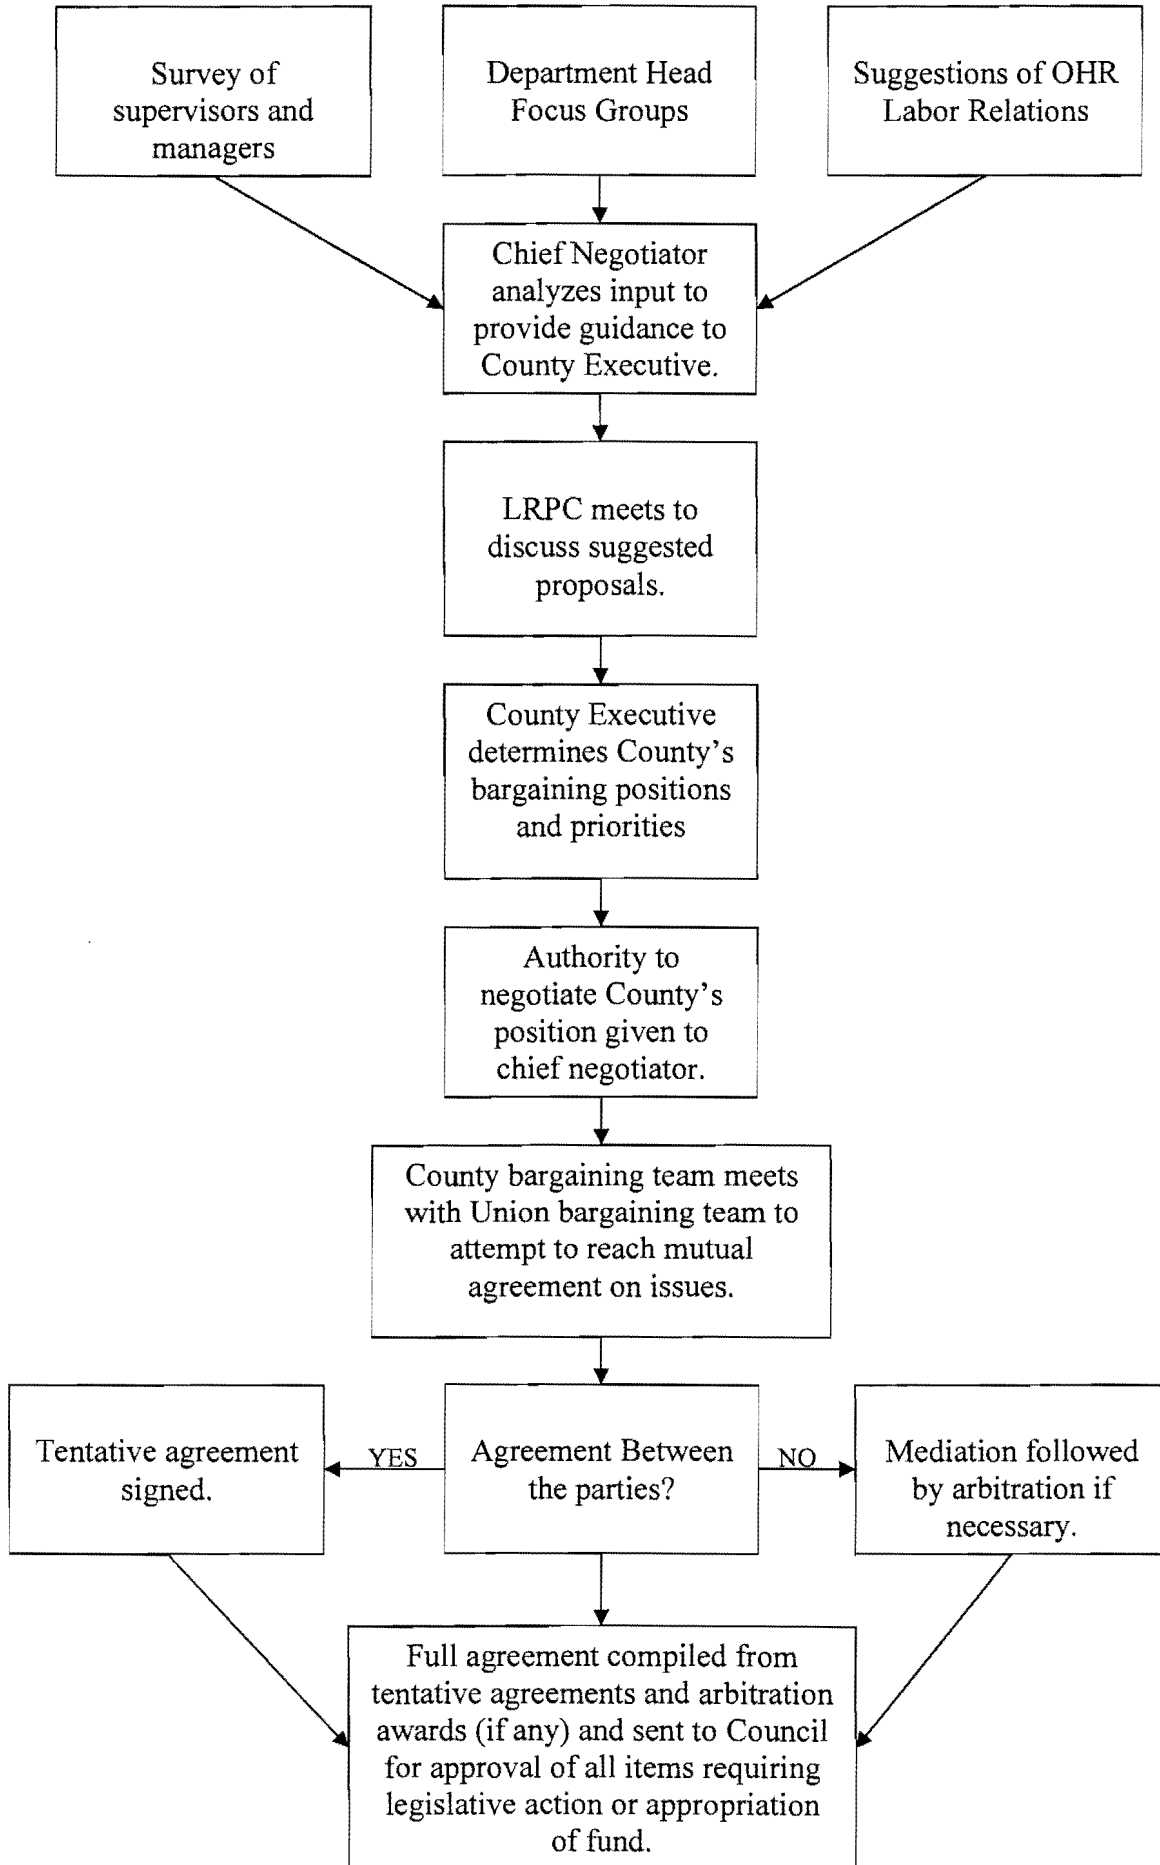 Survey of
supervisors and
managers
Department Head
Focus Groups
Suggestions of OHR
Labor Relations
Chief Negotiator
analyzes input to
provide guidance to
County Executive.
LRPC meets to
discuss suggested
proposals.
County Executive
determines County's
bargaining positions
and priorities
Authority to
negotiate County's
position given to
chief negotiator.
County bargaining team meets
with Union bargaining team to
attempt to reach mutual
agreement on issues.
Tentative agreement
signed.
YES
Agreement Between
the parties?
NO
Mediation followed
by arbitration if
necessary.
Full agreement compiled from
tentative agreements and arbitration
awards (if any) and sent to Council
for approval of all items requiring
legislative action or appropriation
of fund.